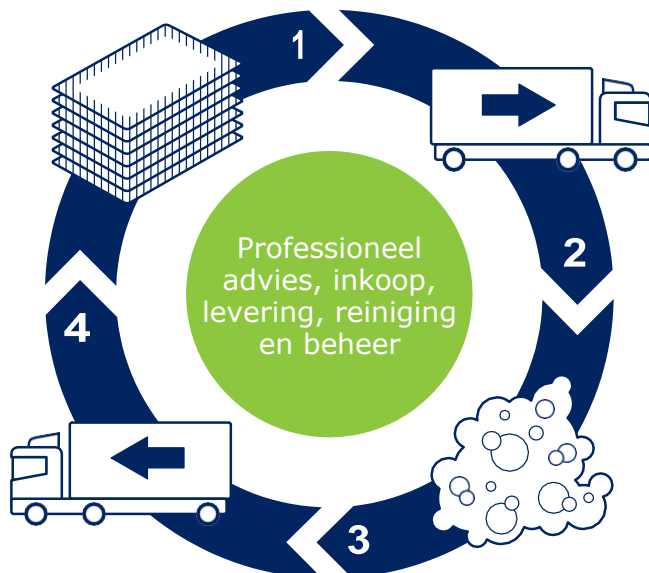 1
2
Professioneel
advies, inkoop,
levering, reiniging
en beheer
4
3